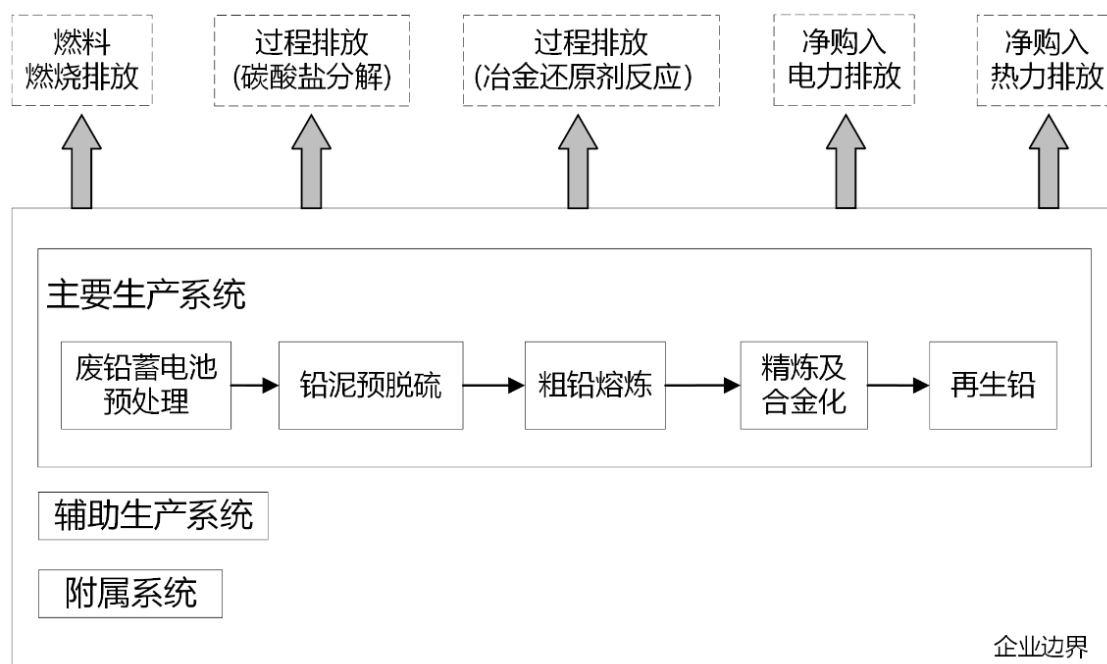 燃料
燃烧排放
过程排放
(碳酸盐分解)
过程排放
(冶金还原剂反应)
净购入
电力排放
净购入
热力排放
主要生产系统
废铅蓄电池
预处理
铅泥预脱硫
粗铅熔炼
精炼及
合金化
再生铅
辅助生产系统
附属系统
企业边界